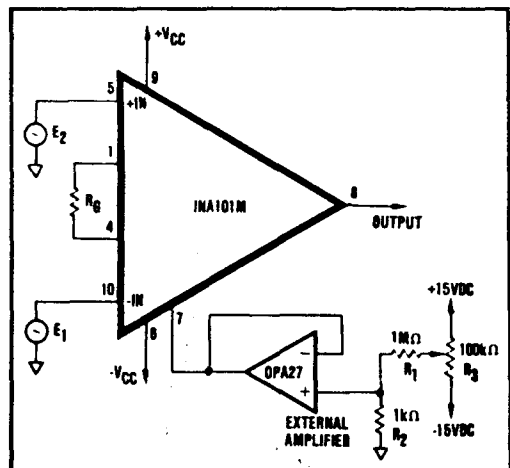 +VCC
9
5
+IN
E2
1
RG
4
INA101M
8
OUTPUT
10
-IN
E1
7
6
-VCC
OPA27
-
+
EXTERNAL
AMPLIFIER
1MΩ
R1
1kΩ
R2
+15VDC
100kΩ
R3
-15VDC